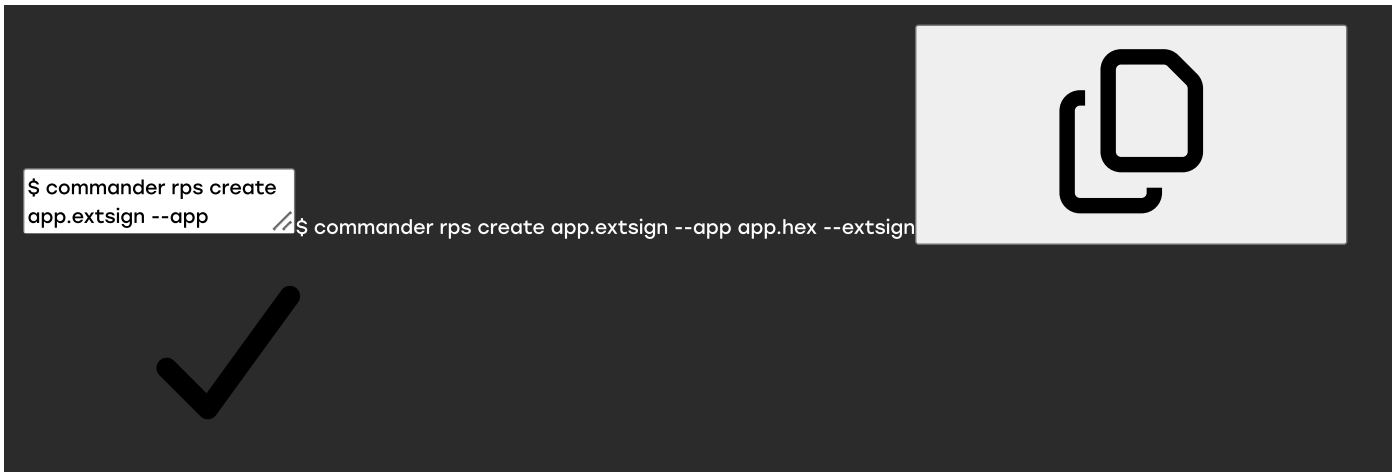 $ commander rps create
app.extsign --app
$ commander rps create app.extsign --app app.hex --extsign